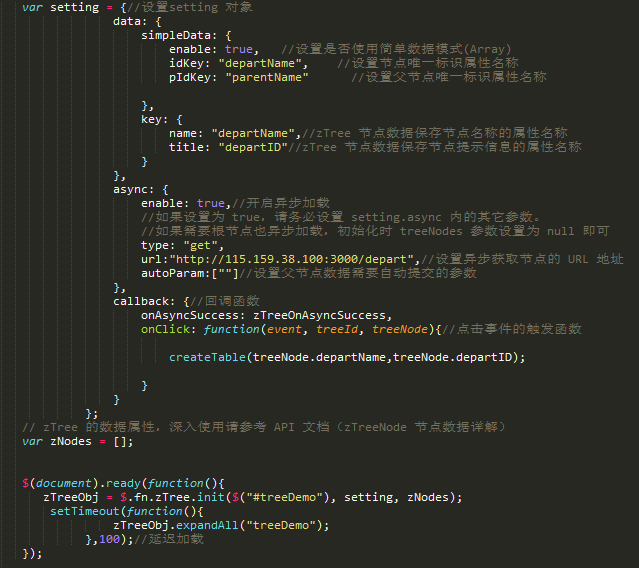 var setting = {//设置setting 对象
data: {
simpleData: {
enable: true,   //设置是否使用简单数据模式(Array)
idKey: "departName",    //设置节点唯一标识属性名称
pIdKey: "parentName"      //设置父节点唯一标识属性名称
},
key: {
name: "departName",//zTree 节点数据保存节点名称的属性名称
title: "departID"//zTree 节点数据保存节点提示信息的属性名称
}
},
async: {
enable: true,//开启异步加载
//如果设置为 true，请务必设置 setting.async 内的其它参数。
//如果需要根节点也异步加载，初始化时 treeNodes 参数设置为 null 即可
type: "get",
url:"http://115.159.38.100:3000/depart",//设置异步获取节点的 URL 地址
autoParam:[""]//设置父节点数据需要自动提交的参数
},
callback: {//回调函数
onAsyncSuccess: zTreeOnAsyncSuccess,
onClick: function(event, treeId, treeNode){//点击事件的触发函数
createTable(treeNode.departName,treeNode.departID);
}
}
};
// zTree 的数据属性，深入使用请参考 API 文档（zTreeNode 节点数据详解）
var zNodes = [];
$(document).ready(function(){
zTreeObj = $.fn.zTree.init($("#treeDemo"), setting, zNodes);
setTimeout(function(){
zTreeObj.expandAll("treeDemo");
},100);//延迟加载
});